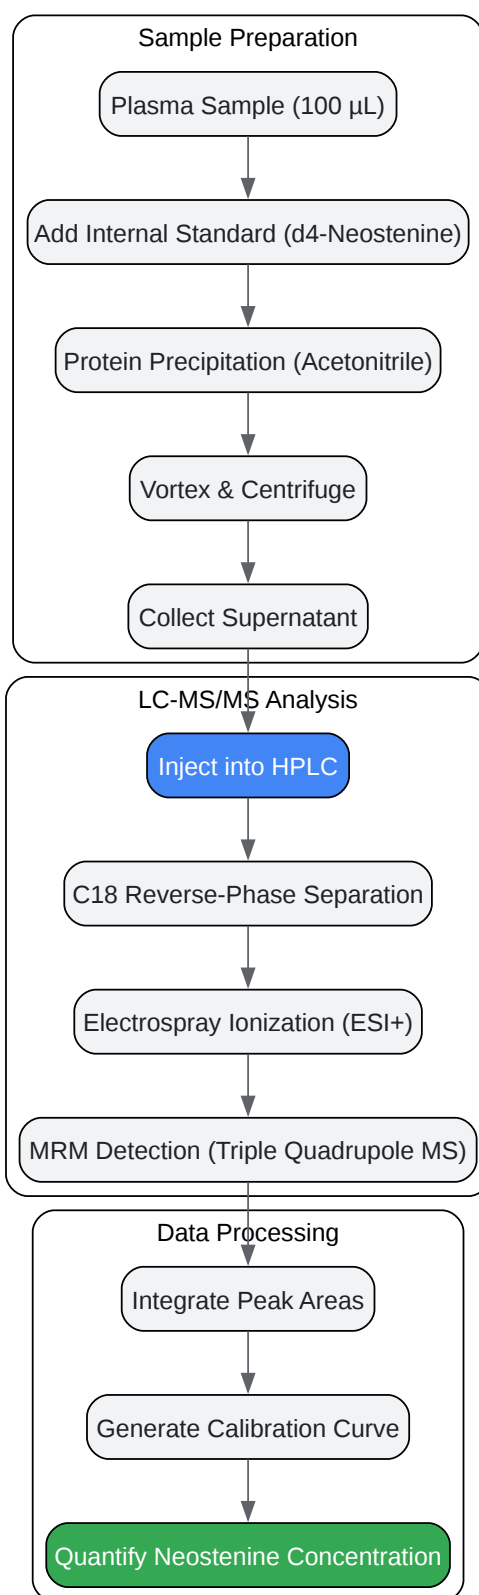 Sample Preparation
Plasma Sample (100 µL)
Add Internal Standard (d4-Neostenine)
Protein Precipitation (Acetonitrile)
Vortex & Centrifuge
Collect Supernatant
LC-MS/MS Analysis
Inject into HPLC
C18 Reverse-Phase Separation
Electrospray Ionization (ESI+)
MRM Detection (Triple Quadrupole MS)
Data Processing
Integrate Peak Areas
Generate Calibration Curve
Quantify Neostenine Concentration